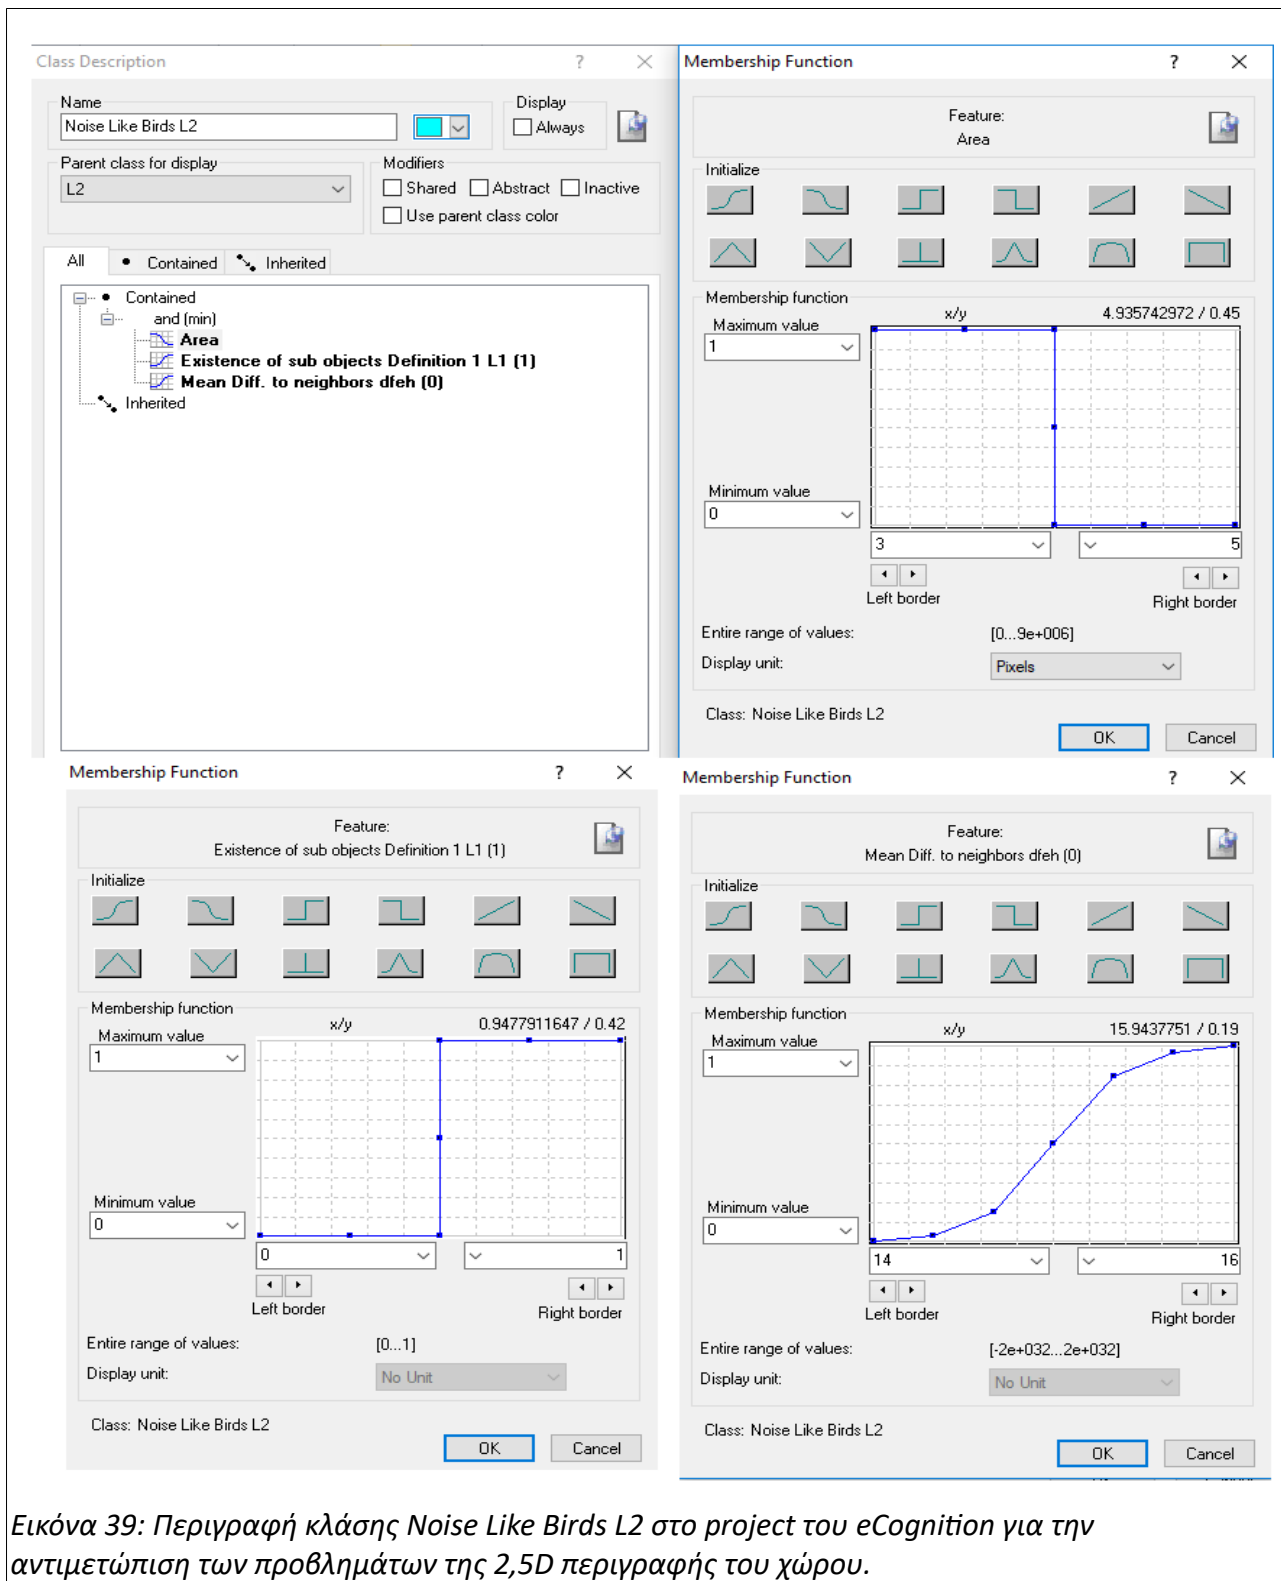 Class Description ? ×
Name
Noise Like Birds L2
Display
Always
Parent class for display
L2
Modifiers
Shared Abstract Inactive
Use parent class color
All Contained Inherited
Contained
and (min)
Area
Existence of sub objects Definition 1 L1 (1)
Mean Diff. to neighbors dfeh (0)
Inherited
Membership Function ? ×
Feature:
Area
Initialize
Membership function
x/y 4.935742972 / 0.45
Maximum value
1
Minimum value
0
3 5
Left border Right border
Entire range of values: [0...9e+006]
Display unit: Pixels
Class: Noise Like Birds L2
OK Cancel
Membership Function ? ×
Feature:
Existence of sub objects Definition 1 L1 (1)
Initialize
Membership function
x/y 0.9477911647 / 0.42
Maximum value
1
Minimum value
0
0 1
Left border Right border
Entire range of values: [0...1]
Display unit: No Unit
Class: Noise Like Birds L2
OK Cancel
Membership Function ? ×
Feature:
Mean Diff. to neighbors dfeh (0)
Initialize
Membership function
x/y 15.9437751 / 0.19
Maximum value
1
Minimum value
0
14 16
Left border Right border
Entire range of values: [-2e+032...2e+032]
Display unit: No Unit
Class: Noise Like Birds L2
OK Cancel
Εικόνα 39: Περιγραφή κλάσης Noise Like Birds L2 στο project του eCognition για την
αντιμετώπιση των προβλημάτων της 2,5D περιγραφής του χώρου.